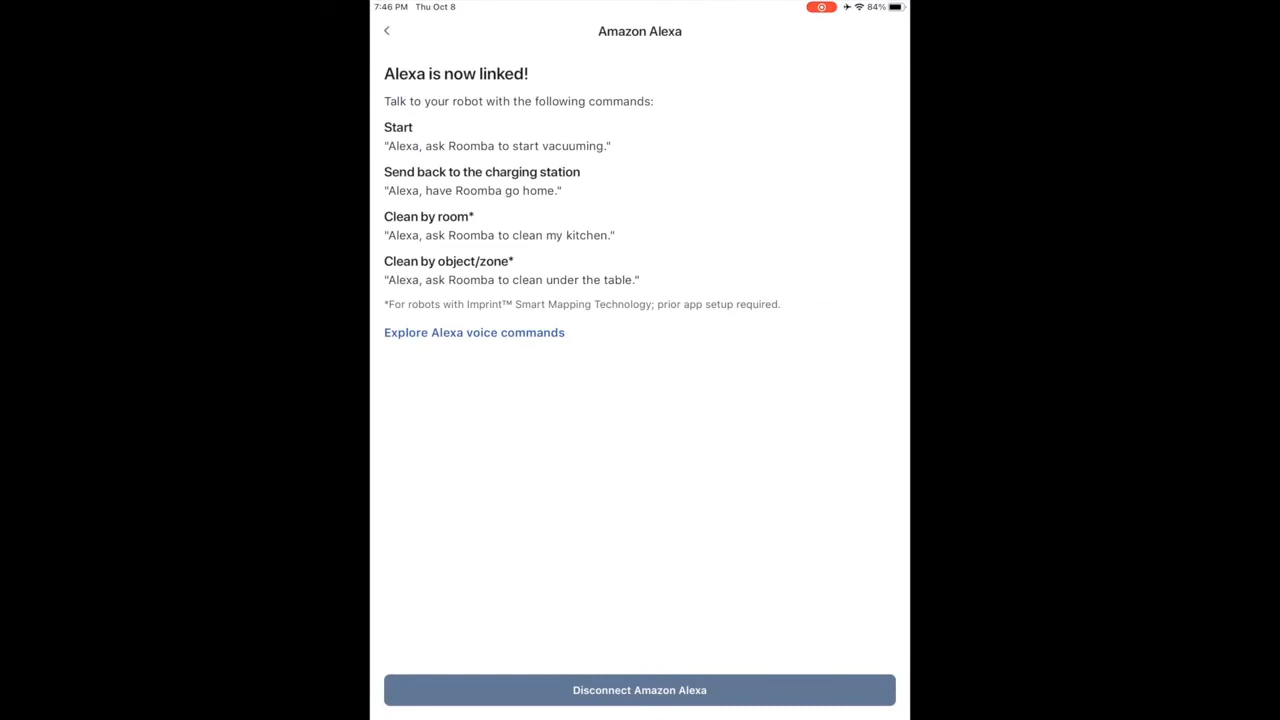 7:46 PM Thu Oct 8 84%
Amazon Alexa
Alexa is now linked!
Talk to your robot with the following commands:
Start
"Alexa, ask Roomba to start vacuuming."
Send back to the charging station
"Alexa, have Roomba go home."
Clean by room*
"Alexa, ask Roomba to clean my kitchen."
Clean by object/zone*
"Alexa, ask Roomba to clean under the table."
*For robots with Imprint™ Smart Mapping Technology; prior app setup required.
Explore Alexa voice commands
Disconnect Amazon Alexa